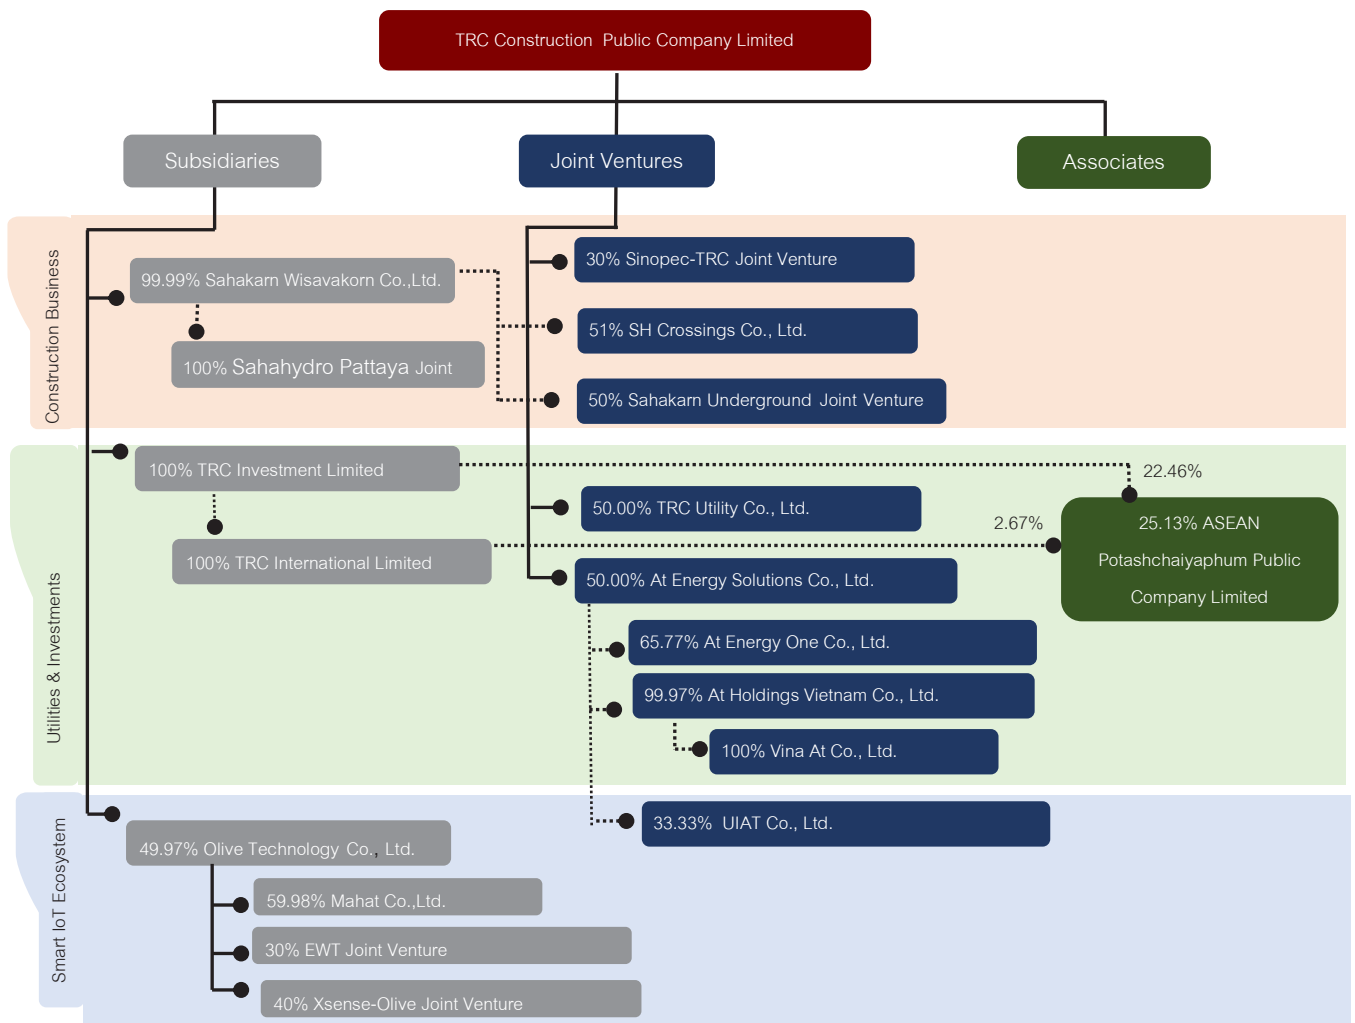 TRC Construction Public Company Limited
Subsidiaries
Joint Ventures
Associates
Construction Business
99.99% Sahakarn Wisavakorn Co.,Ltd.
100% Sahahydro Pattaya Joint
30% Sinopec-TRC Joint Venture
51% SH Crossings Co., Ltd.
50% Sahakarn Underground Joint Venture
Utilities & Investments
100% TRC Investment Limited
100% TRC International Limited
50.00% TRC Utility Co., Ltd.
50.00% At Energy Solutions Co., Ltd.
65.77% At Energy One Co., Ltd.
99.97% At Holdings Vietnam Co., Ltd.
100% Vina At Co., Ltd.
22.46%
2.67%
25.13% ASEAN
Potashchaiyaphum Public
Company Limited
Smart IoT Ecosystem
33.33% UIAT Co., Ltd.
49.97% Olive Technology Co., Ltd.
59.98% Mahat Co.,Ltd.
30% EWT Joint Venture
40% Xsense-Olive Joint Venture